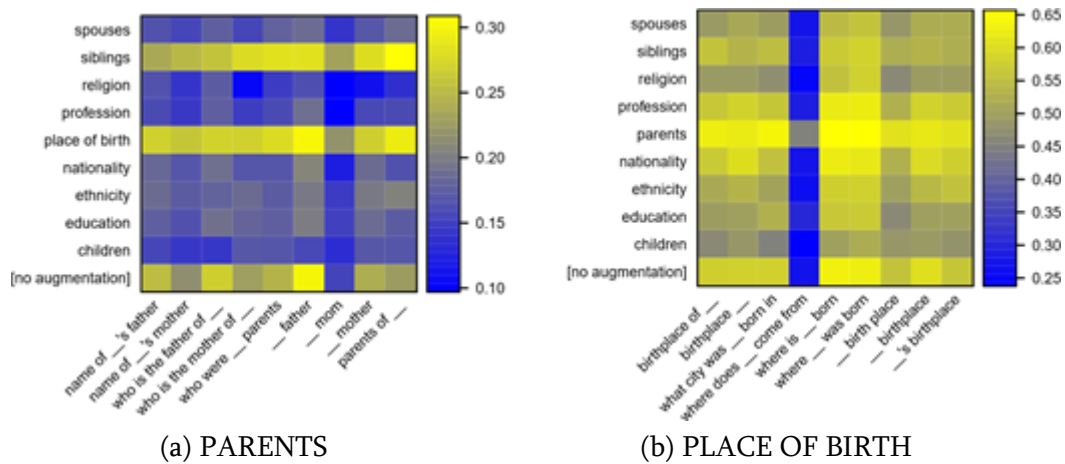 spouses
siblings
religion
profession
place of birth
nationality
ethnicity
education
children
[no augmentation]
0.30
0.25
0.20
0.15
0.10
name of __'s father
name of __'s mother
who is the father of __
who is the mother of __
who were __ parents
__ father
__ mom
__ mother
parents of __
(a) PARENTS
spouses
siblings
religion
profession
parents
nationality
ethnicity
education
children
[no augmentation]
0.65
0.60
0.55
0.50
0.45
0.40
0.35
0.30
0.25
birthplace of __
birthplace __
what city was __ born in
where does __ come from
where is __ born
where __ was born
__ birth place
__ birthplace
__'s birthplace
(b) PLACE OF BIRTH